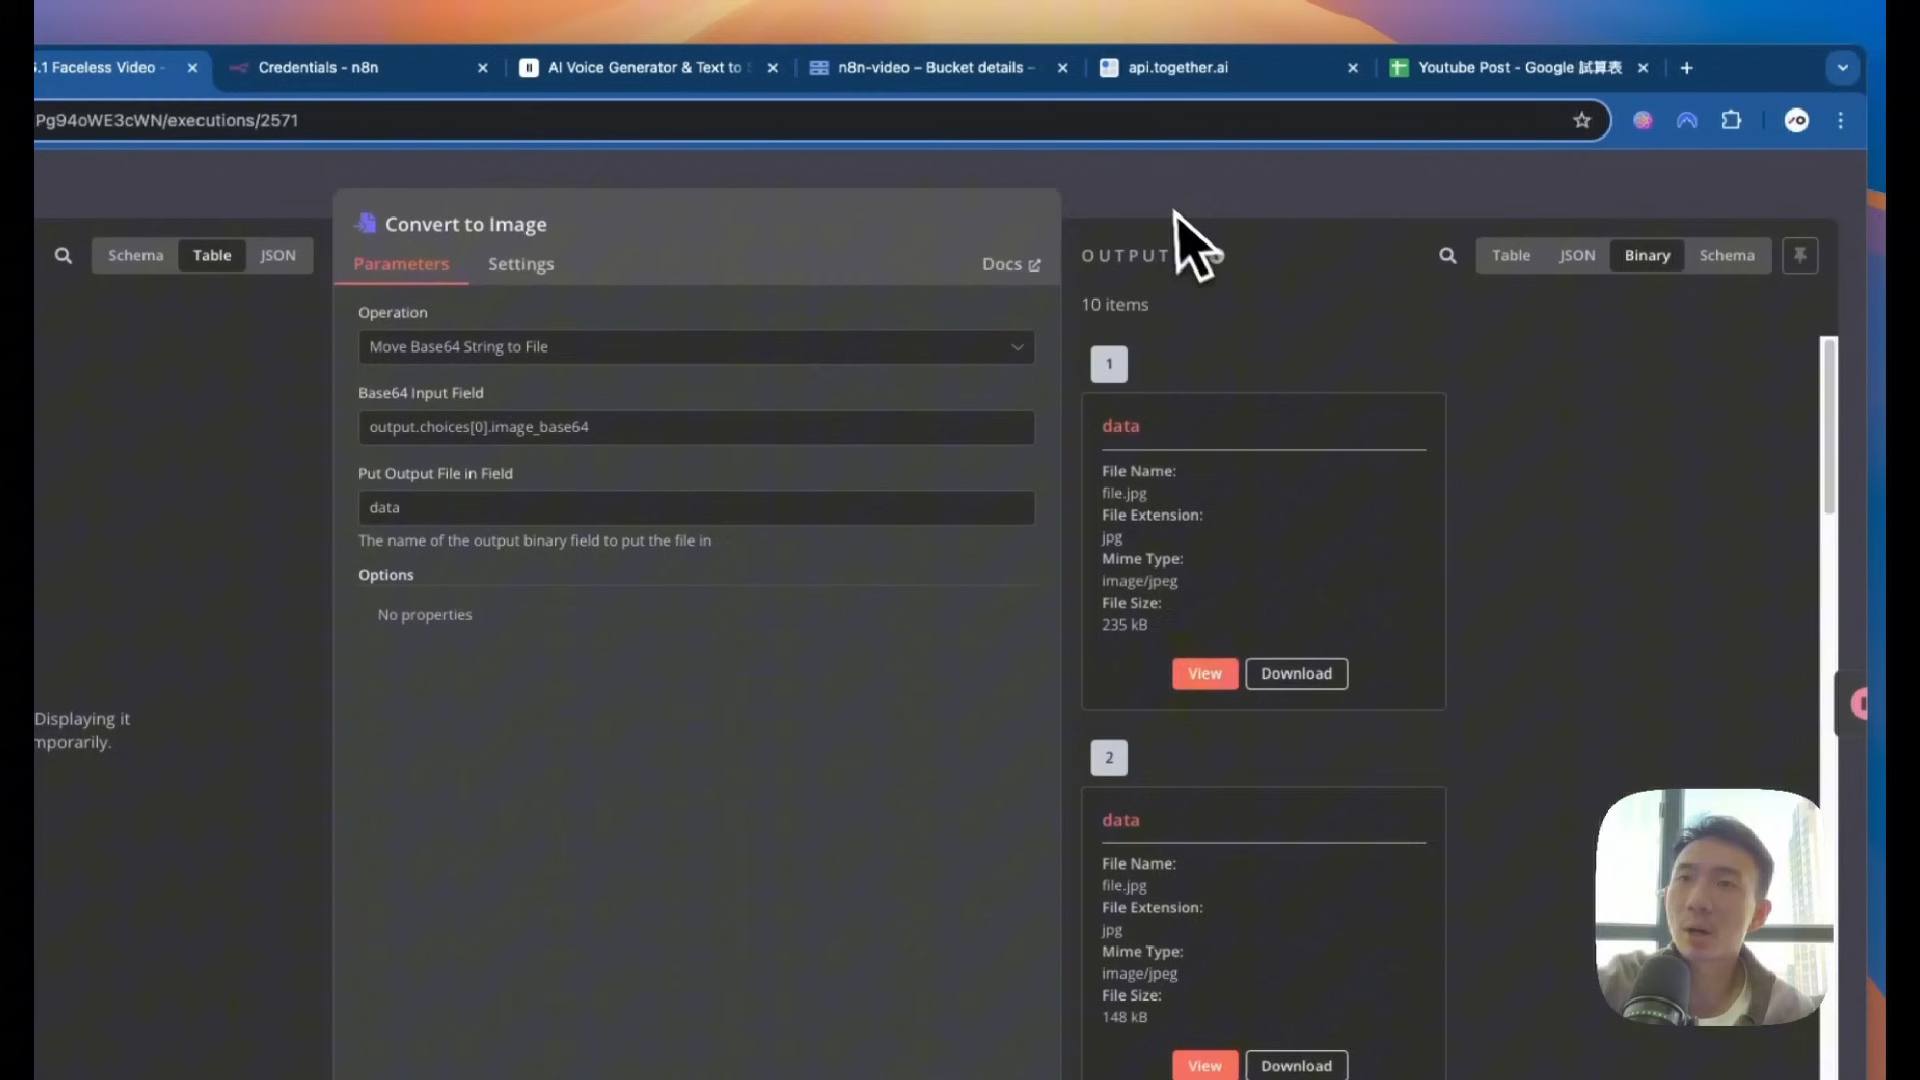 .1 Faceless Video -
Credentials - n8n
AI Voice Generator & Text to
n8n-video – Bucket details –
api.together.ai
Youtube Post - Google 試算表
Pg94oWE3cWN/executions/2571
Schema
Table
JSON
Convert to Image
Parameters
Settings
Docs
Operation
Move Base64 String to File
Base64 Input Field
output.choices[0].image_base64
Put Output File in Field
data
The name of the output binary field to put the file in
Options
No properties
Displaying it
mporarily.
OUTPUT
Table
JSON
Binary
Schema
10 items
1
data
File Name:
file.jpg
File Extension:
jpg
Mime Type:
image/jpeg
File Size:
235 kB
View
Download
2
data
File Name:
file.jpg
File Extension:
jpg
Mime Type:
image/jpeg
File Size:
148 kB
View
Download